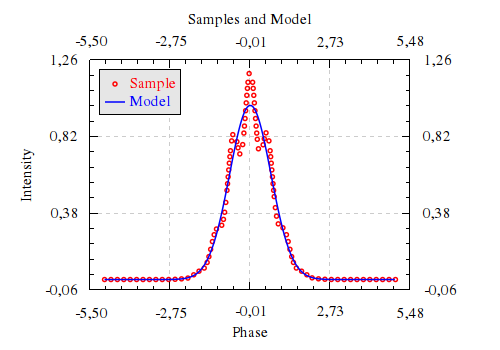 Samples and Model
-5,50 -2,75 -0,01 2,73 5,48
1,26 1,26
Sample
Model
0,82 0,82
Intensity
0,38 0,38
-0,06 -0,06
-5,50 -2,75 -0,01 2,73 5,48
Phase